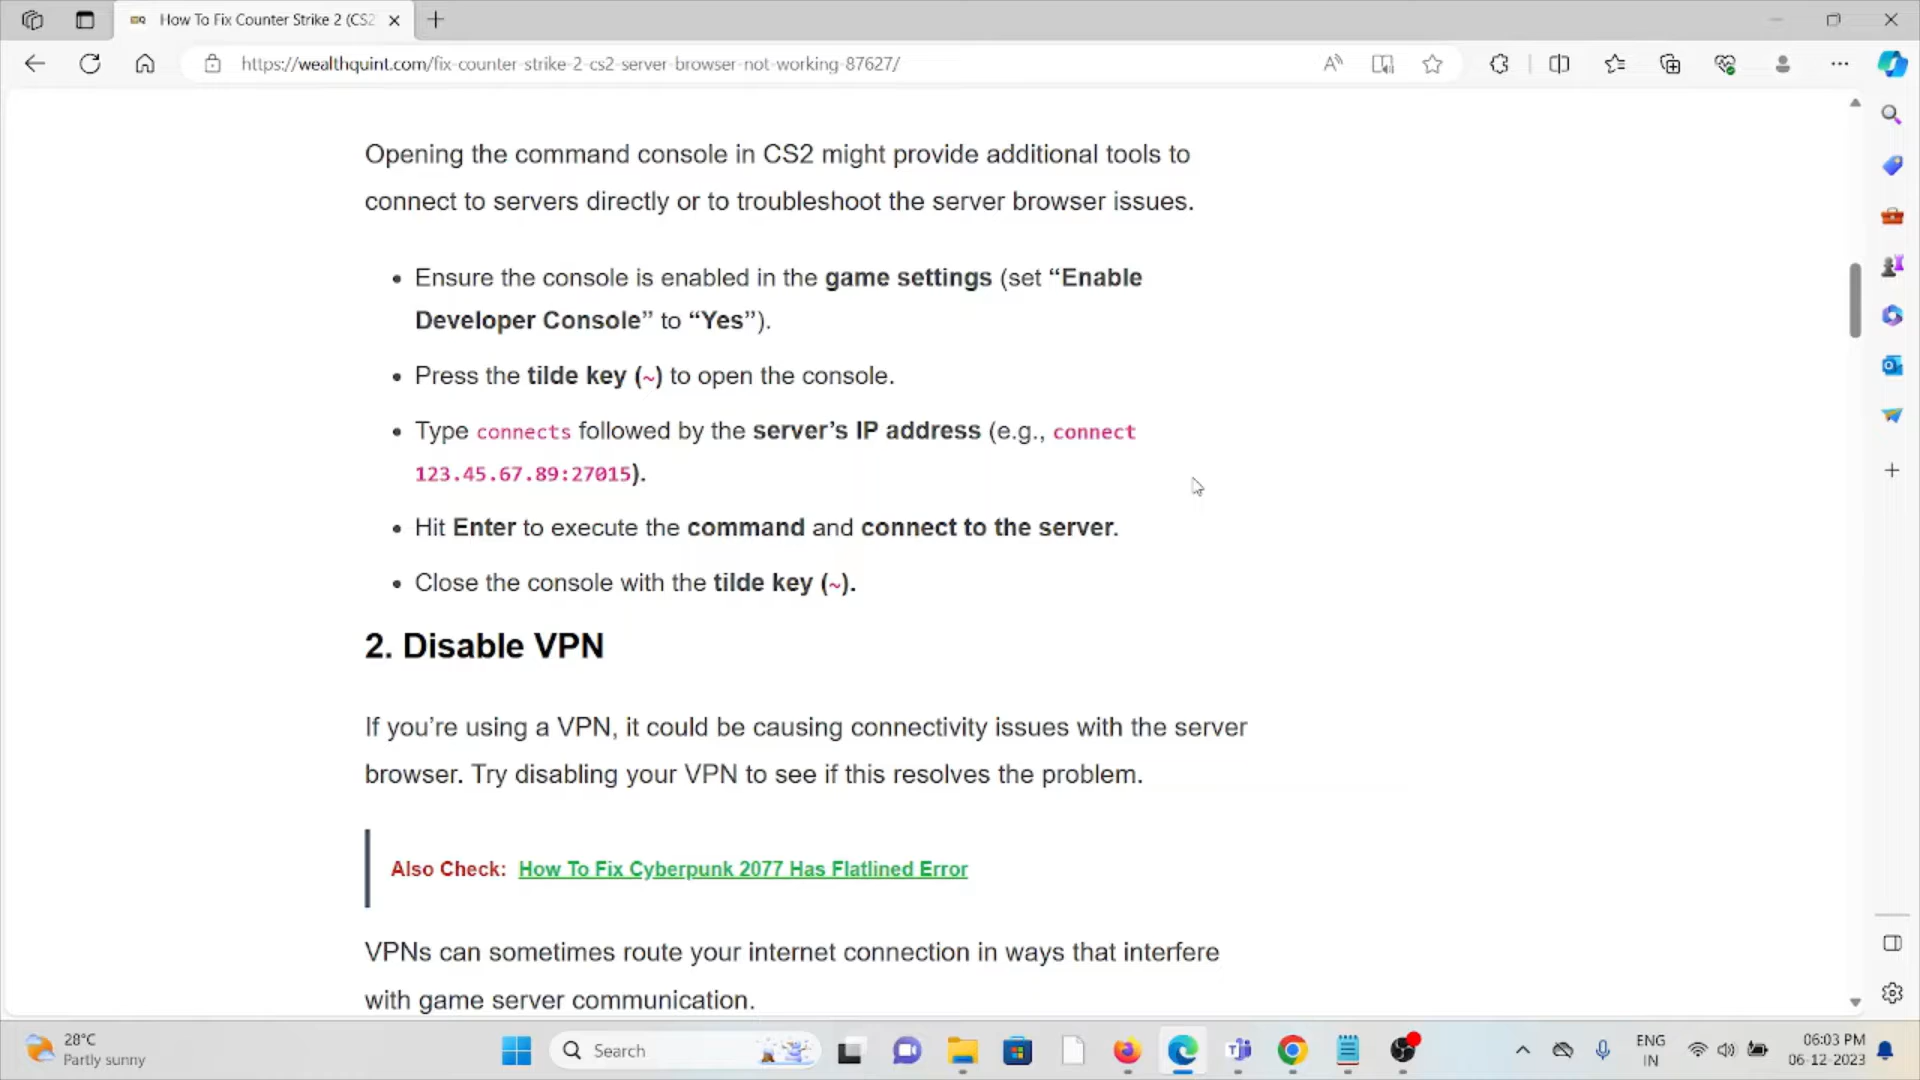 How To Fix Counter Strike 2 (CS2
https://wealthquint.com/fix-counter-strike-2-cs2-server-browser-not-working-87627/
Opening the command console in CS2 might provide additional tools to
connect to servers directly or to troubleshoot the server browser issues.
• Ensure the console is enabled in the game settings (set “Enable
Developer Console” to “Yes”).
• Press the tilde key (~) to open the console.
• Type connects followed by the server’s IP address (e.g., connect
123.45.67.89:27015).
• Hit Enter to execute the command and connect to the server.
• Close the console with the tilde key (~).
2. Disable VPN
If you’re using a VPN, it could be causing connectivity issues with the server
browser. Try disabling your VPN to see if this resolves the problem.
Also Check: How To Fix Cyberpunk 2077 Has Flatlined Error
VPNs can sometimes route your internet connection in ways that interfere
with game server communication.
28°C
Partly sunny
Search
ENG
IN
06:03 PM
06-12-2023